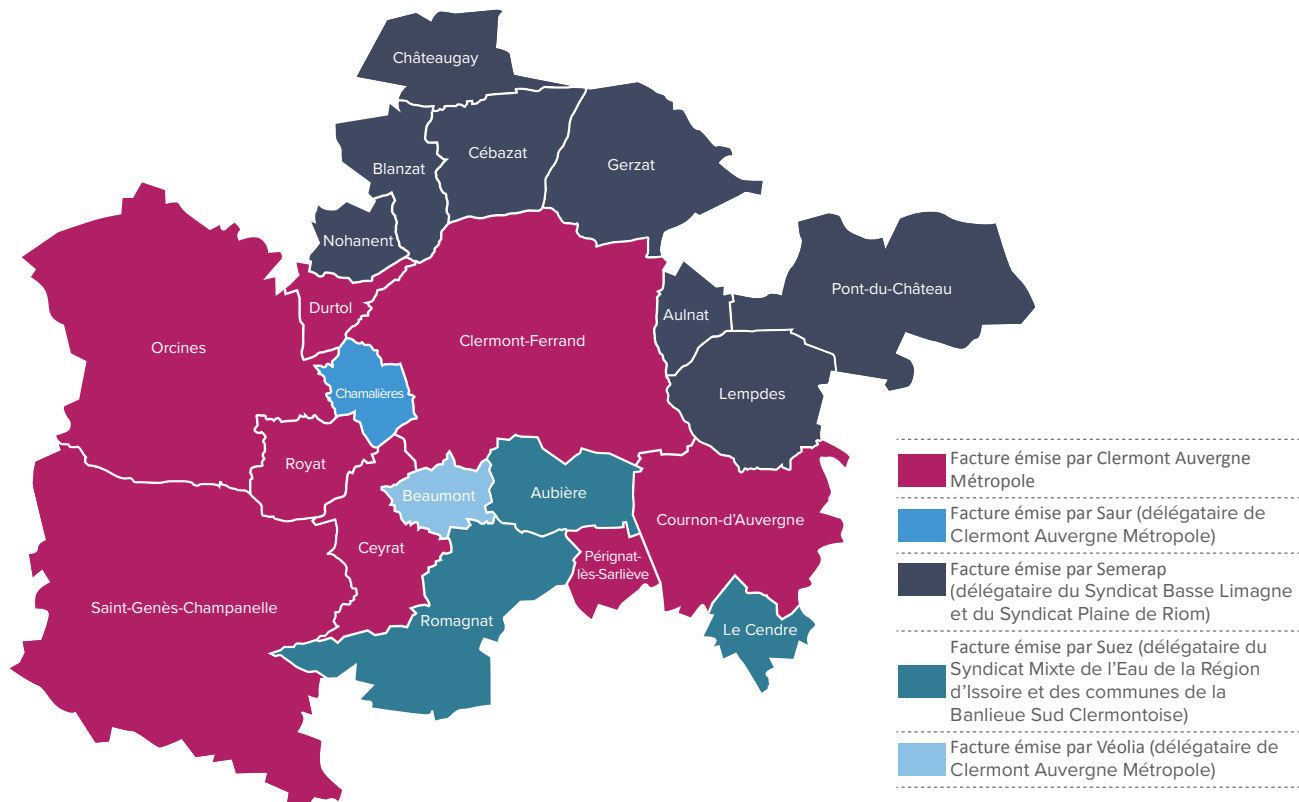 Châteaugay
Cébazat
Gerzat
Blanzat
Nohanent
Pont-du-Château
Durtol
Aulnat
Clermont-Ferrand
Orcines
Chamalières
Lempdes
Royat
Beaumont
Aubière
Cournon-d'Auvergne
Ceyrat
Pérignat-
lès-Sarliève
Saint-Genès-Champanelle
Romagnat
Le Cendre
Facture émise par Clermont Auvergne
Métropole
Facture émise par Saur (délégataire de
Clermont Auvergne Métropole)
Facture émise par Semerap
(délégataire du Syndicat Basse Limagne
et du Syndicat Plaine de Riom)
Facture émise par Suez (délégataire du
Syndicat Mixte de l’Eau de la Région
d’Issoire et des communes de la
Banlieue Sud Clermontoise)
Facture émise par Véolia (délégataire de
Clermont Auvergne Métropole)